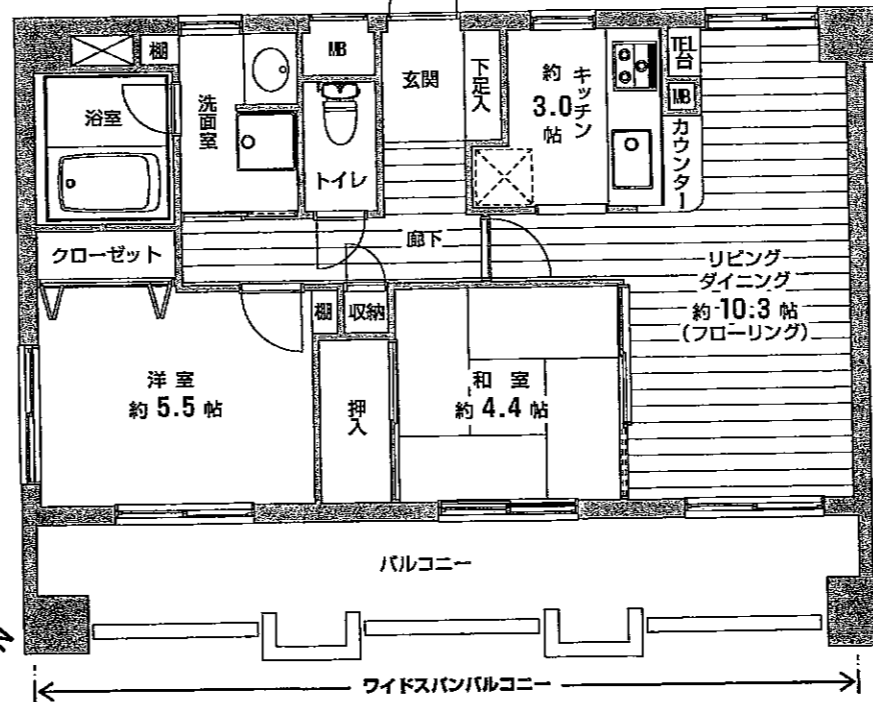 棚
MB
玄関
下足入
約
3.0
帖
キッチン
TEL
台
MB
カウンター
浴室
洗面室
トイレ
クローゼット
廊下
リビング
ダイニング
約10.3帖
(フローリング)
棚
収納
洋室
約5.5帖
押入
和室
約4.4帖
バルコニー
N
ワイドスパンバルコニー